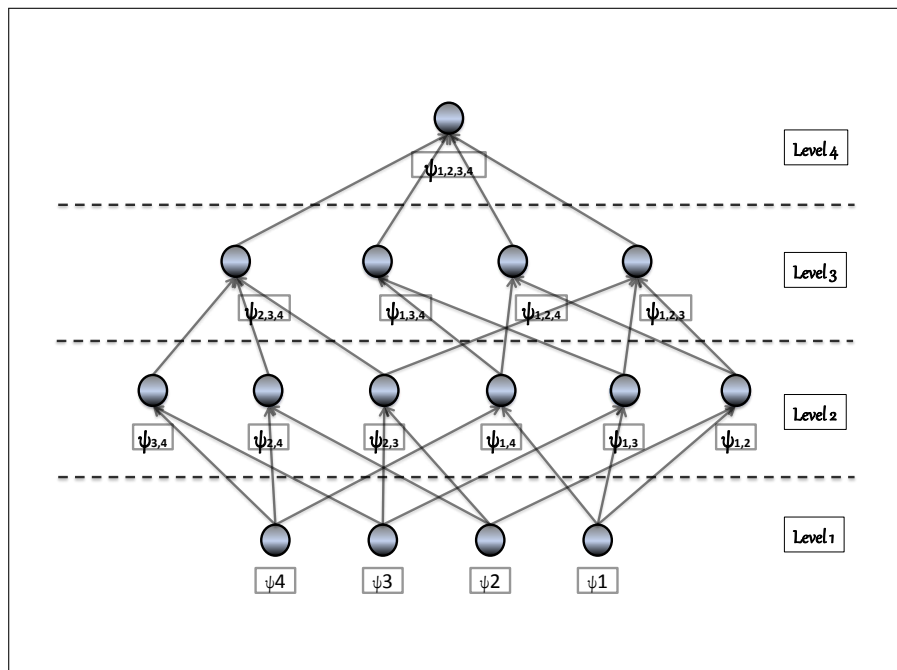 Level 4
ψ1,2,3,4
Level 3
ψ2,3,4 ψ1,3,4 ψ1,2,4 ψ1,2,3
Level 2
ψ3,4 ψ2,4 ψ2,3 ψ1,4 ψ1,3 ψ1,2
Level 1
ψ4 ψ3 ψ2 ψ1